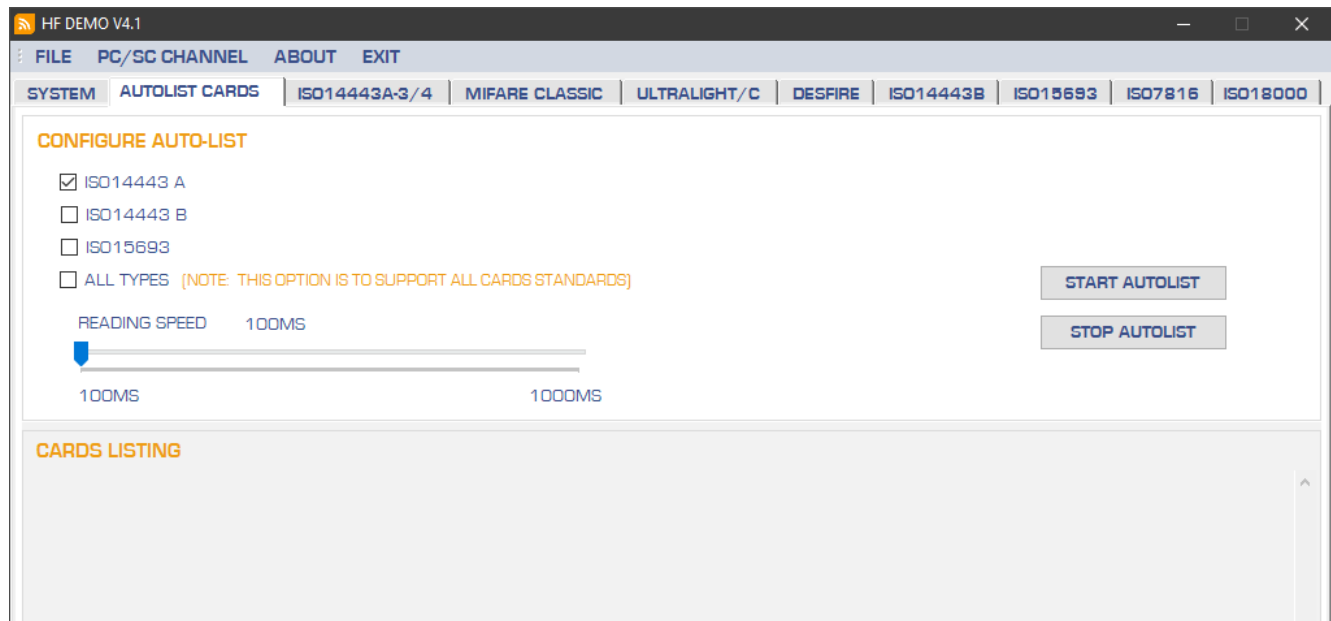 HF DEMO V4.1
FILE PC/SC CHANNEL ABOUT EXIT
SYSTEM AUTOLIST CARDS ISO14443A-3/4 MIFARE CLASSIC ULTRALIGHT/C DESFIRE ISO14443B ISO15693 ISO7816 ISO18000
CONFIGURE AUTO-LIST
ISO14443 A
ISO14443 B
ISO15693
ALL TYPES (NOTE: THIS OPTION IS TO SUPPORT ALL CARDS STANDARDS)
START AUTOLIST
READING SPEED 100MS
STOP AUTOLIST
100MS 1000MS
CARDS LISTING